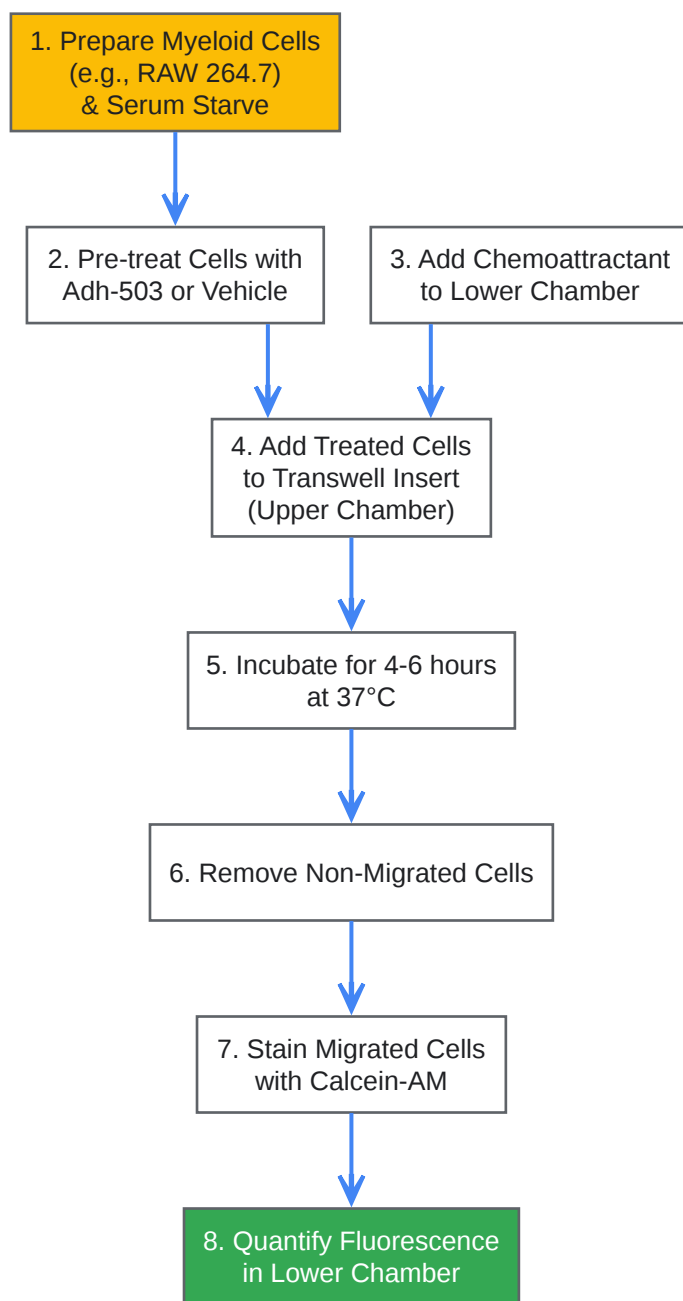 1. Prepare Myeloid Cells
(e.g., RAW 264.7)
& Serum Starve
2. Pre-treat Cells with
Adh-503 or Vehicle
3. Add Chemoattractant
to Lower Chamber
4. Add Treated Cells
to Transwell Insert
(Upper Chamber)
5. Incubate for 4-6 hours
at 37°C
6. Remove Non-Migrated Cells
7. Stain Migrated Cells
with Calcein-AM
8. Quantify Fluorescence
in Lower Chamber